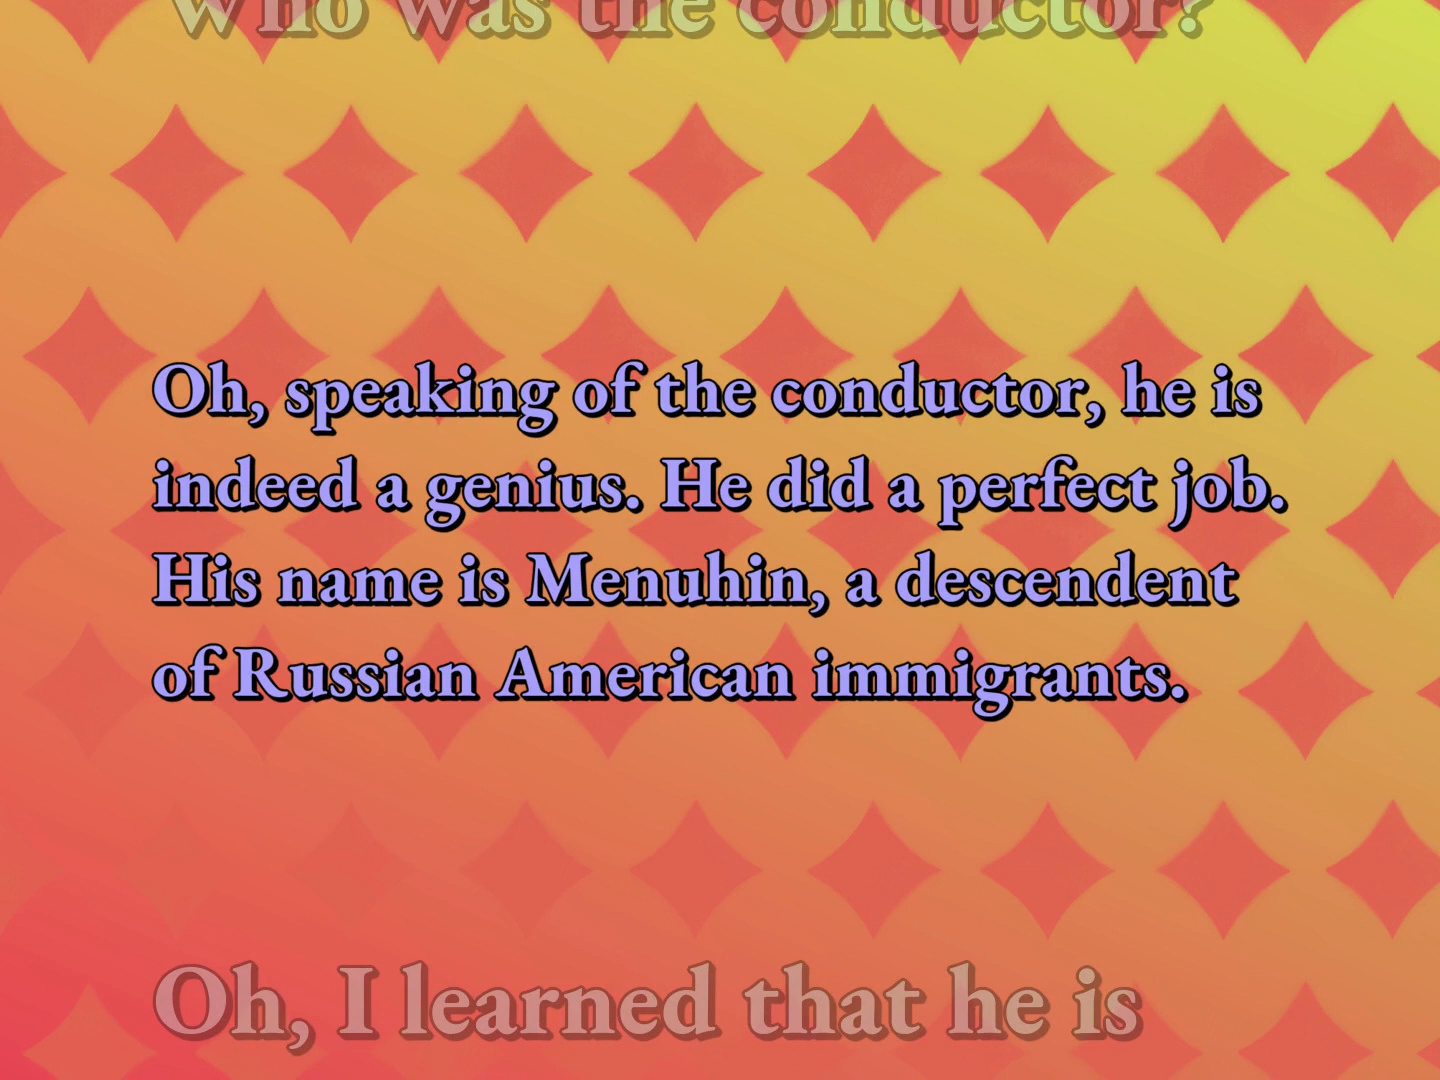 Who was the conductor?
Oh, speaking of the conductor, he is
indeed a genius. He did a perfect job.
His name is Menuhin, a descendent
of Russian American immigrants.
Oh, I learned that he is